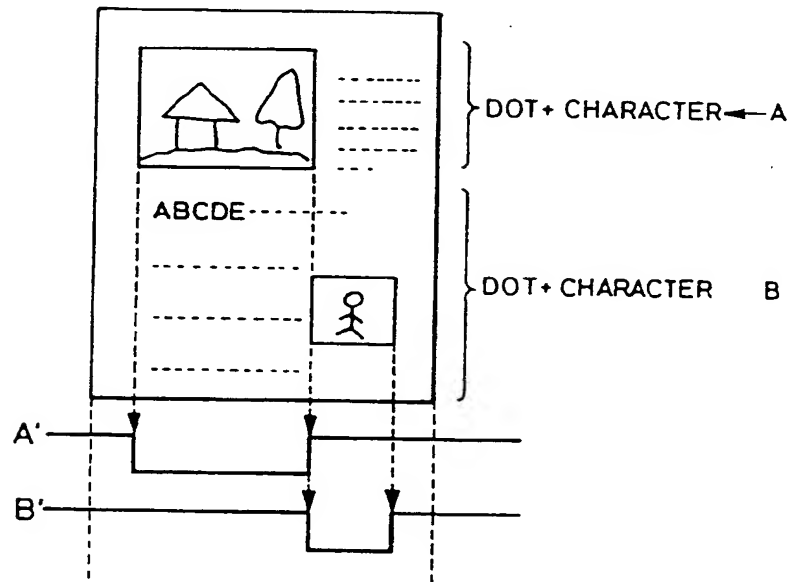 DOT + CHARACTER A
ABCDE
DOT + CHARACTER B
A'
B'